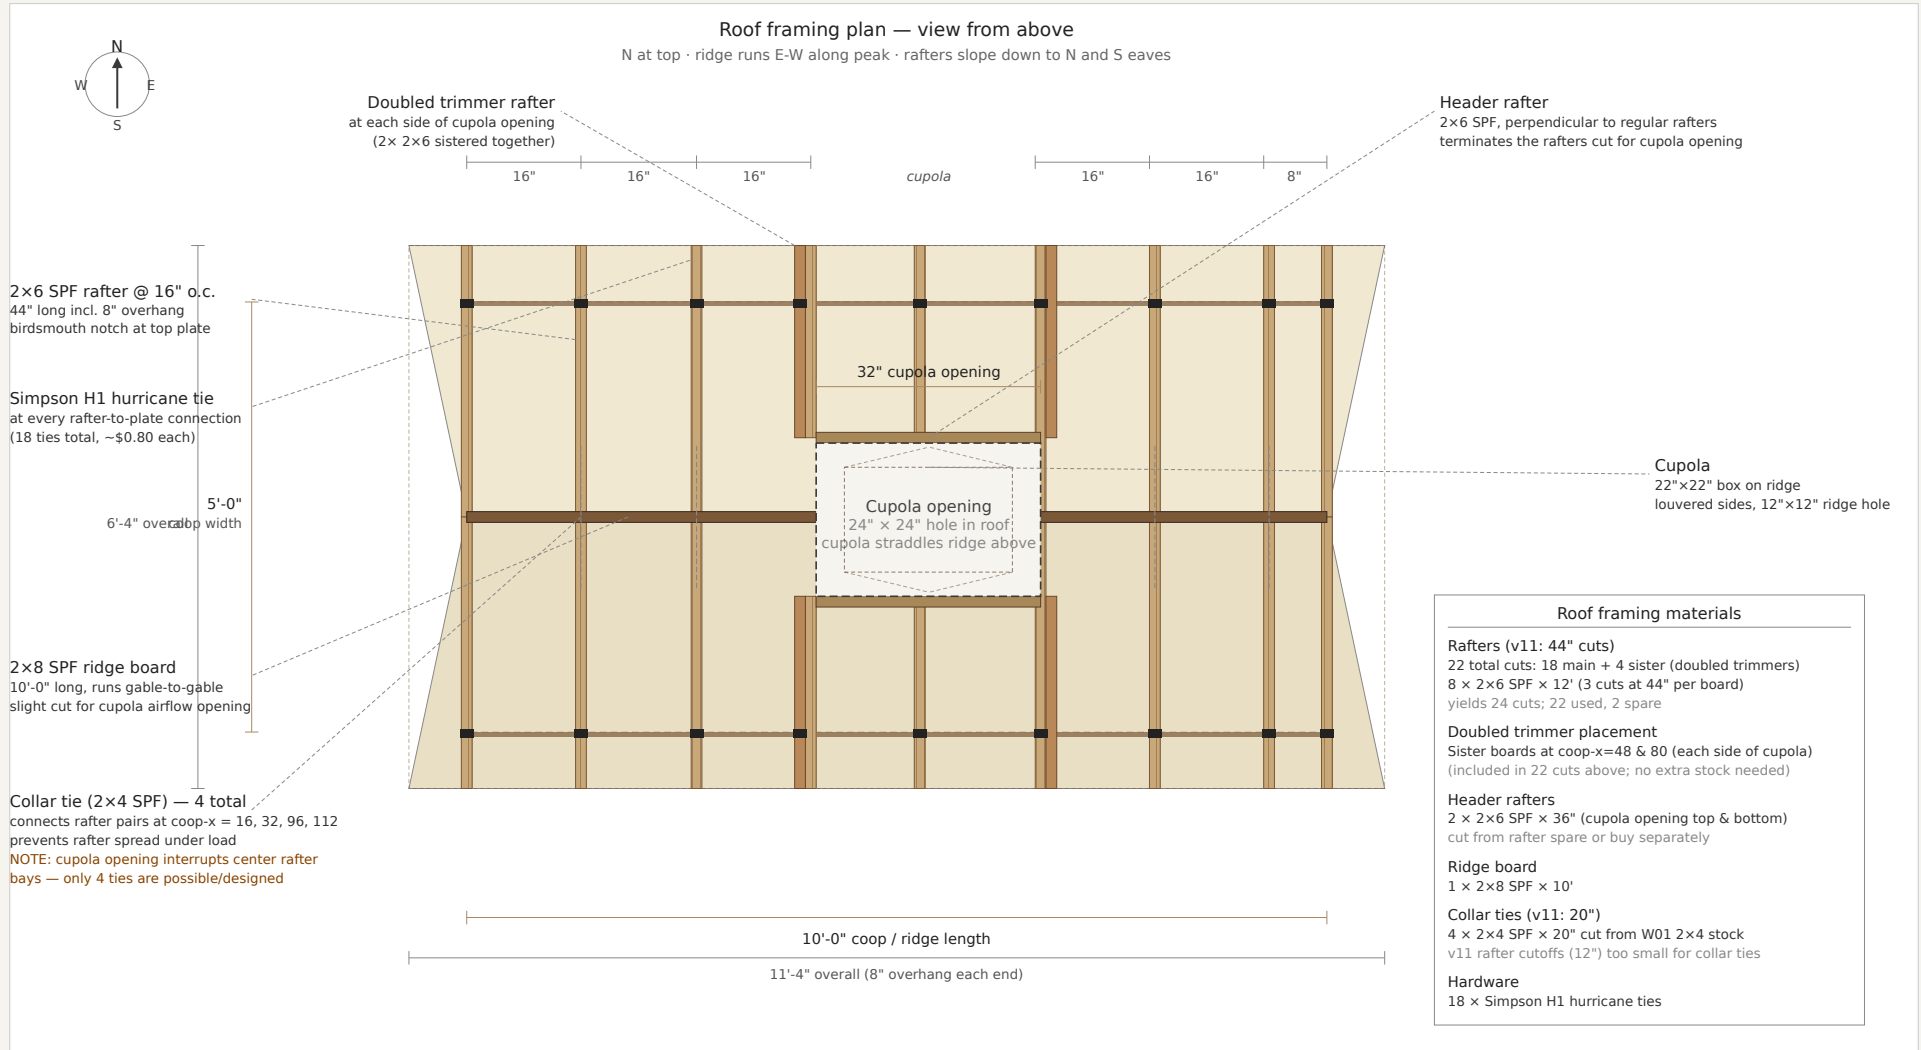 Roof framing plan — view from above
N at top · ridge runs E-W along peak · rafters slope down to N and S eaves
N
W
E
S
Doubled trimmer rafter
at each side of cupola opening
(2× 2×6 sistered together)
Header rafter
2×6 SPF, perpendicular to regular rafters
terminates the rafters cut for cupola opening
16"
16"
16"
cupola
16"
16"
8"
2×6 SPF rafter @ 16" o.c.
44" long incl. 8" overhang
birdsmouth notch at top plate
Simpson H1 hurricane tie
at every rafter-to-plate connection
(18 ties total, ~$0.80 each)
32" cupola opening
5'-0"
6'-4" overall
coop width
Cupola opening
24" × 24" hole in roof
cupola straddles ridge above
Cupola
22"×22" box on ridge
louvered sides, 12"×12" ridge hole
2×8 SPF ridge board
10'-0" long, runs gable-to-gable
slight cut for cupola airflow opening
Collar tie (2×4 SPF) — 4 total
connects rafter pairs at coop-x = 16, 32, 96, 112
prevents rafter spread under load
NOTE: cupola opening interrupts center rafter
bays — only 4 ties are possible/designed
10'-0" coop / ridge length
11'-4" overall (8" overhang each end)
Roof framing materials
Rafters (v11: 44" cuts)
22 total cuts: 18 main + 4 sister (doubled trimmers)
8 × 2×6 SPF × 12' (3 cuts at 44" per board)
yields 24 cuts; 22 used, 2 spare
Doubled trimmer placement
Sister boards at coop-x=48 & 80 (each side of cupola)
(included in 22 cuts above; no extra stock needed)
Header rafters
2 × 2×6 SPF × 36" (cupola opening top & bottom)
cut from rafter spare or buy separately
Ridge board
1 × 2×8 SPF × 10'
Collar ties (v11: 20")
4 × 2×4 SPF × 20" cut from W01 2×4 stock
v11 rafter cutoffs (12") too small for collar ties
Hardware
18 × Simpson H1 hurricane ties